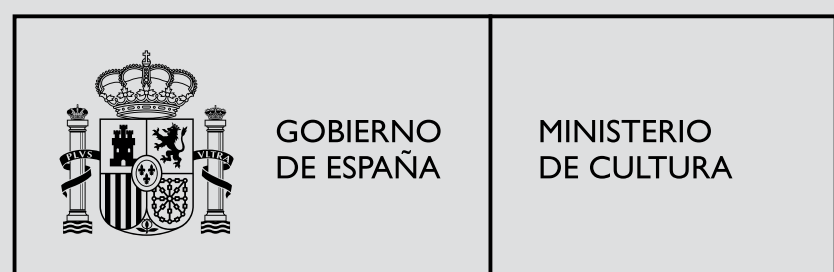 PLVS
VLTRA
GOBIERNO
DE ESPAÑA
MINISTERIO
DE CULTURA